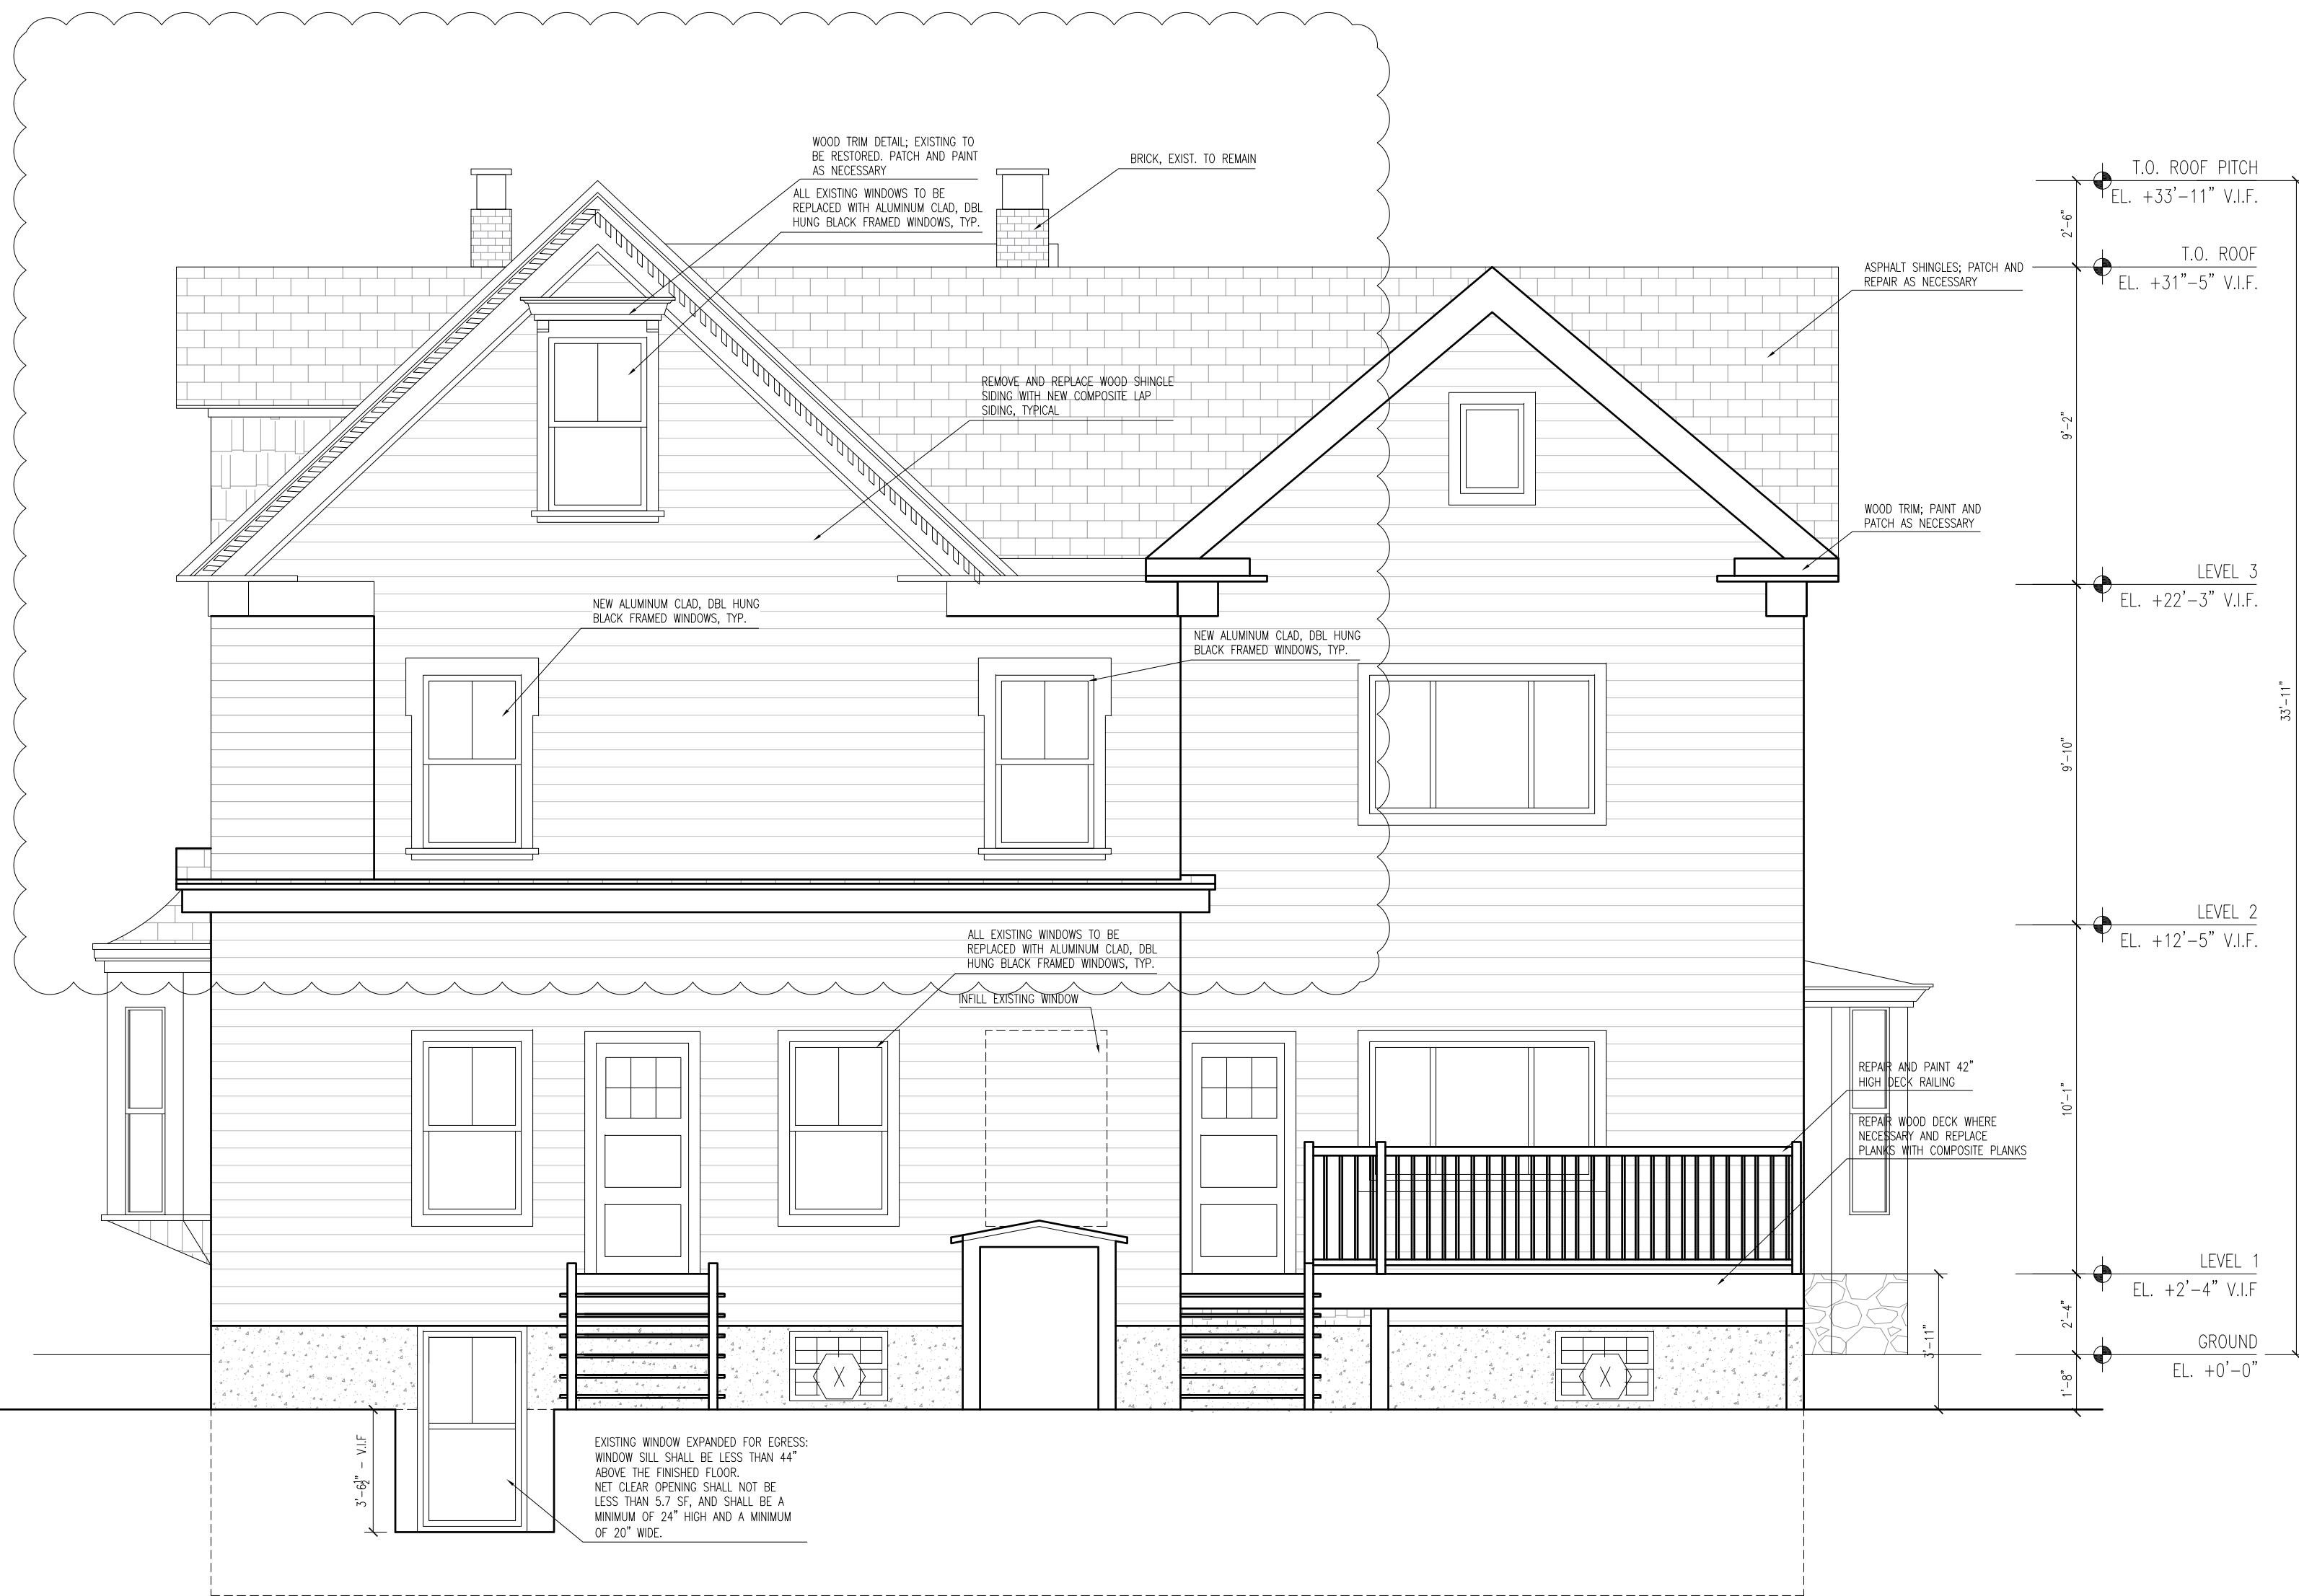 WOOD TRIM DETAIL; EXISTING TO
BE RESTORED. PATCH AND PAINT
AS NECESSARY
ALL EXISTING WINDOWS TO BE
REPLACED WITH ALUMINUM CLAD, DBL
HUNG BLACK FRAMED WINDOWS, TYP.
BRICK, EXIST. TO REMAIN
T.O. ROOF PITCH
EL. +33'-11" V.I.F.
2'-6"
T.O. ROOF
EL. +31"-5" V.I.F.
ASPHALT SHINGLES; PATCH AND
REPAIR AS NECESSARY
REMOVE AND REPLACE WOOD SHINGLE
SIDING WITH NEW COMPOSITE LAP
SIDING, TYPICAL
9'-2"
WOOD TRIM; PAINT AND
PATCH AS NECESSARY
LEVEL 3
EL. +22'-3" V.I.F.
NEW ALUMINUM CLAD, DBL HUNG
BLACK FRAMED WINDOWS, TYP.
NEW ALUMINUM CLAD, DBL HUNG
BLACK FRAMED WINDOWS, TYP.
33'-11"
9'-10"
LEVEL 2
EL. +12'-5" V.I.F.
ALL EXISTING WINDOWS TO BE
REPLACED WITH ALUMINUM CLAD, DBL
HUNG BLACK FRAMED WINDOWS, TYP.
INFILL EXISTING WINDOW
REPAIR AND PAINT 42"
HIGH DECK RAILING
10'-1"
REPAIR WOOD DECK WHERE
NECESSARY AND REPLACE
PLANKS WITH COMPOSITE PLANKS
LEVEL 1
EL. +2'-4" V.I.F
2'-4"
3'-11"
GROUND
EL. +0'-0"
1'-8"
X
X
3'-6½" - V.I.F
EXISTING WINDOW EXPANDED FOR EGRESS:
WINDOW SILL SHALL BE LESS THAN 44"
ABOVE THE FINISHED FLOOR.
NET CLEAR OPENING SHALL NOT BE
LESS THAN 5.7 SF, AND SHALL BE A
MINIMUM OF 24" HIGH AND A MINIMUM
OF 20" WIDE.